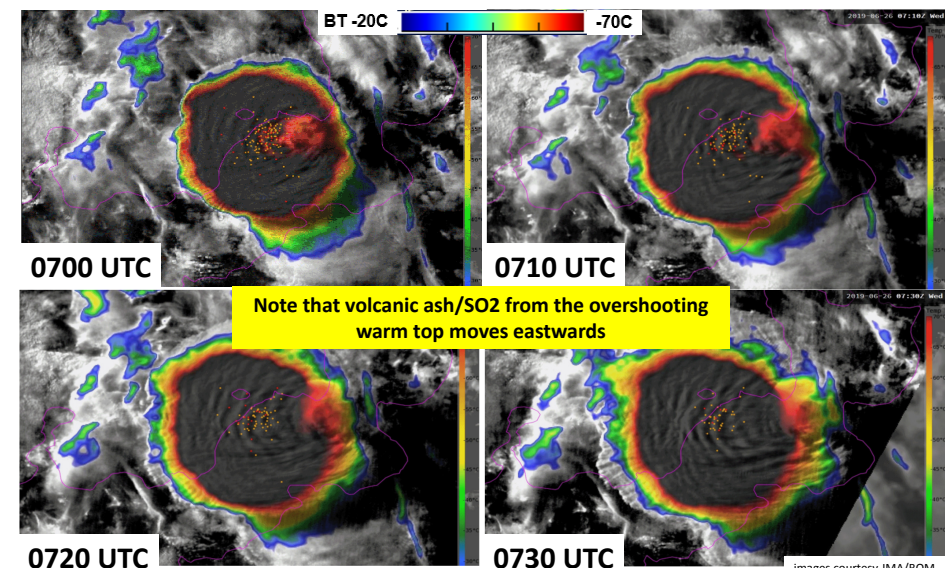 BT -20C
-70C
2019-06-26 07:10Z Wed
0700 UTC
0710 UTC
Note that volcanic ash/SO2 from the overshooting
warm top moves eastwards
2019-06-26 07:30Z Wed
0720 UTC
0730 UTC
images courtesy JMA/BOM